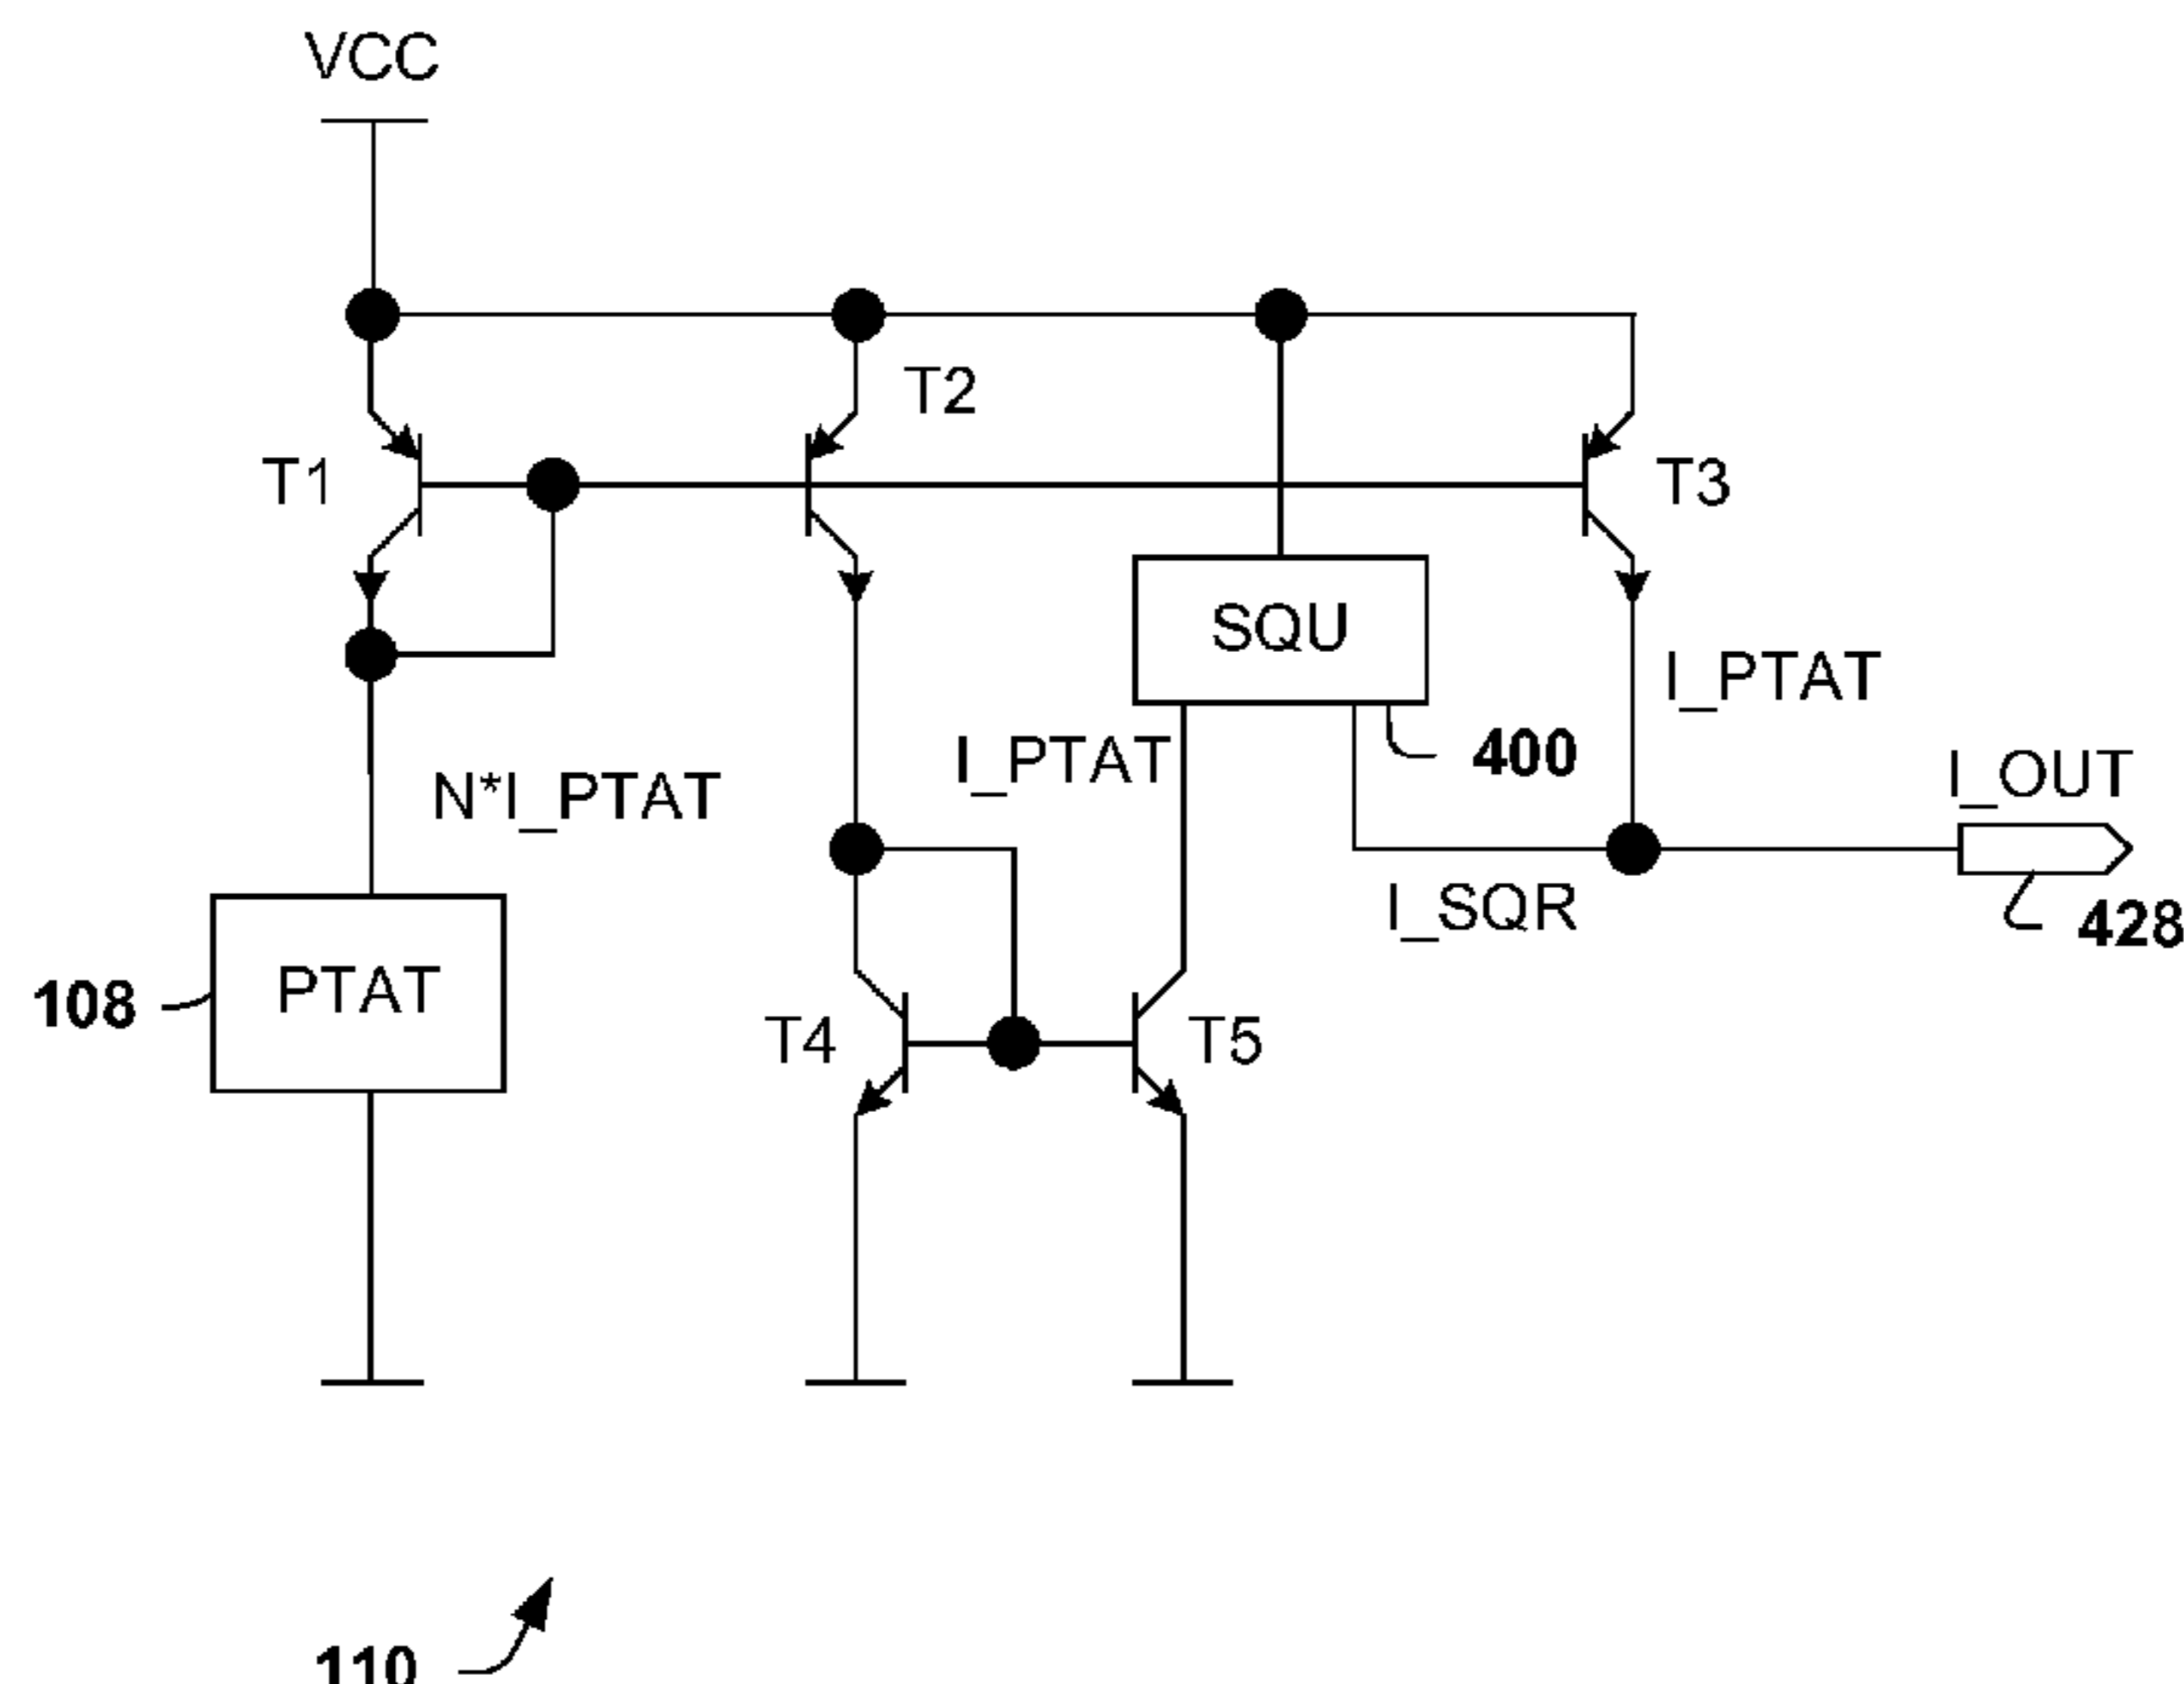 VCC
T2
T1
T3
SQU
I_PTAT
I_PTAT
400
N*I_PTAT
I_OUT
I_SQR
428
PTAT
108
T4
T5
110